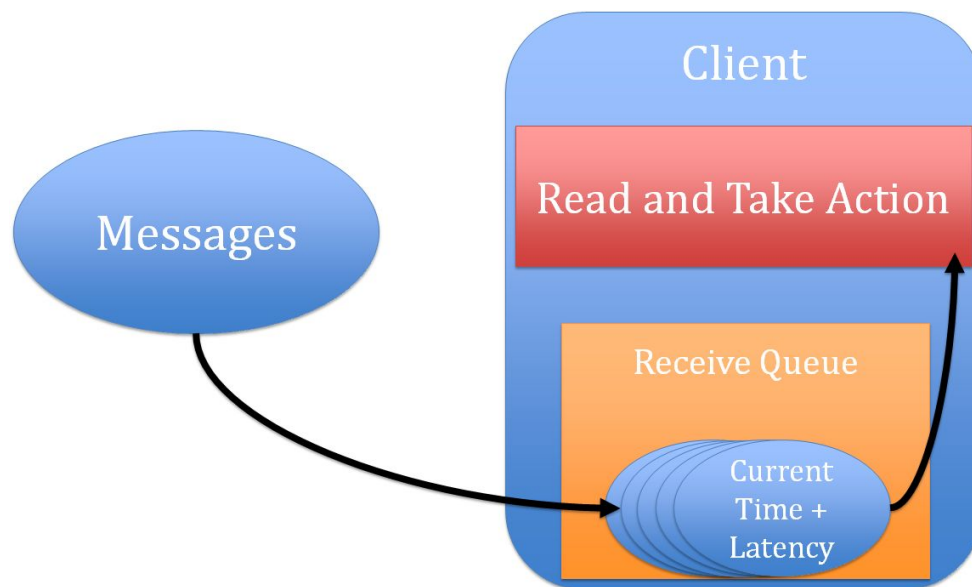 Client
Read and Take Action
Messages
Receive Queue
Current
Time +
Latency